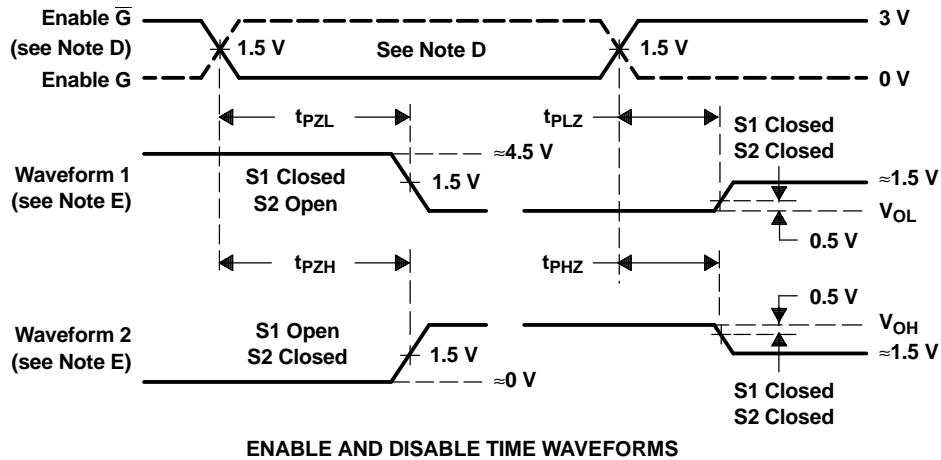 Enable G̅
(see Note D)
Enable G
1.5 V
See Note D
1.5 V
3 V
0 V
tPZL
tPLZ
S1 Closed
S2 Closed
Waveform 1
(see Note E)
S1 Closed
S2 Open
≈4.5 V
1.5 V
≈1.5 V
VOL
0.5 V
tPZH
tPHZ
0.5 V
Waveform 2
(see Note E)
S1 Open
S2 Closed
1.5 V
≈0 V
VOH
≈1.5 V
S1 Closed
S2 Closed
ENABLE AND DISABLE TIME WAVEFORMS